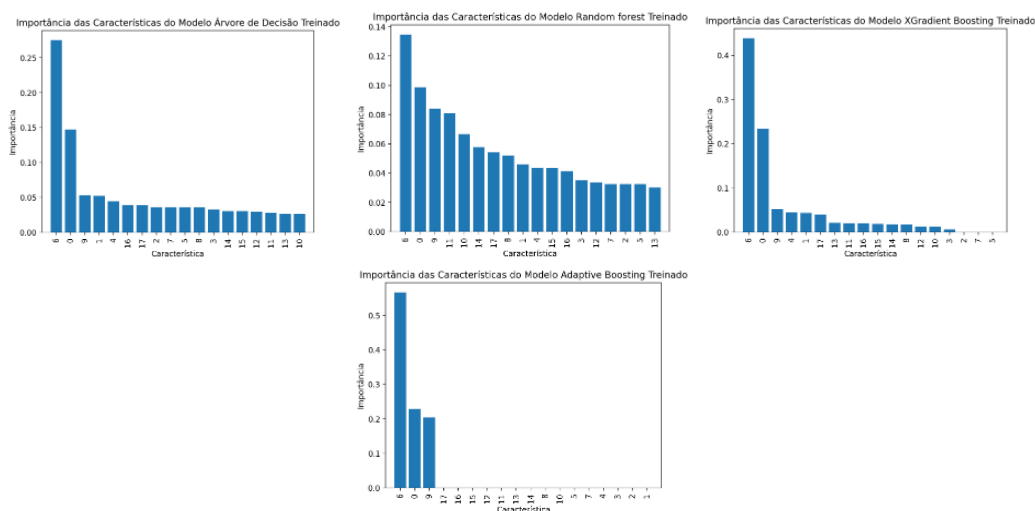 Importância das Características do Modelo Árvore de Decisão Treinado
Importância
0.25
0.20
0.15
0.10
0.05
0.00
6 0 9 1 4 16 17 2 7 5 8 3 14 15 12 11 13 10
Característica
Importância das Características do Modelo Random forest Treinado
Importância
0.14
0.12
0.10
0.08
0.06
0.04
0.02
0.00
6 0 9 11 10 14 17 8 1 4 15 16 3 12 7 2 5 13
Característica
Importância das Características do Modelo XGradient Boosting Treinado
Importância
0.4
0.3
0.2
0.1
0.0
6 0 9 4 1 17 13 11 16 15 14 8 12 10 3 2 7 5
Característica
Importância das Características do Modelo Adaptive Boosting Treinado
Importância
0.5
0.4
0.3
0.2
0.1
0.0
6 0 9 17 16 15 12 11 13 14 8 10 5 7 4 3 2 1
Característica